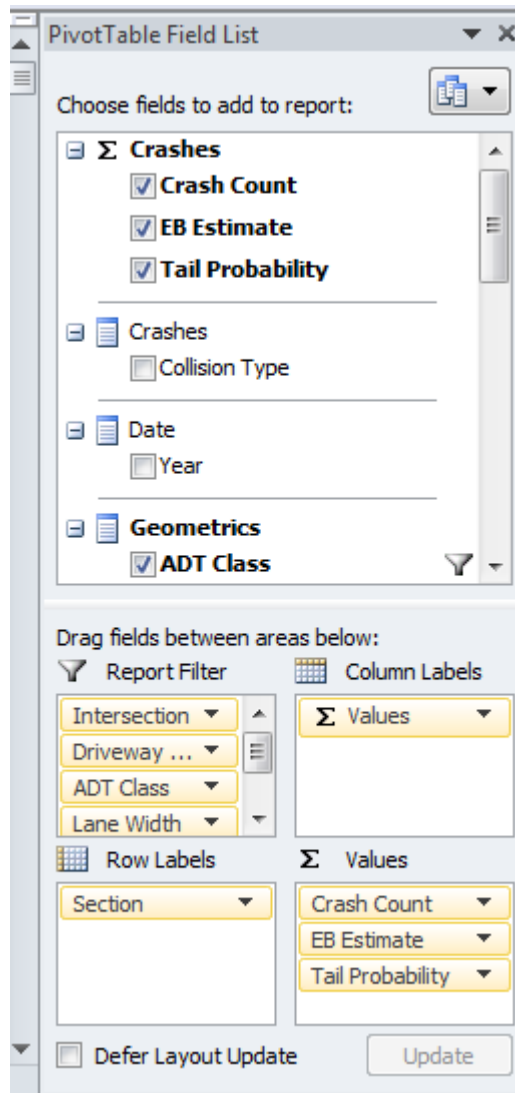 PivotTable Field List
Choose fields to add to report:
Σ Crashes
Crash Count
EB Estimate
Tail Probability
Crashes
Collision Type
Date
Year
Geometrics
ADT Class
Drag fields between areas below:
Report Filter Column Labels
Intersection Σ Values
Driveway ...
ADT Class
Lane Width
Row Labels Σ Values
Section Crash Count
EB Estimate
Tail Probability
Defer Layout Update Update